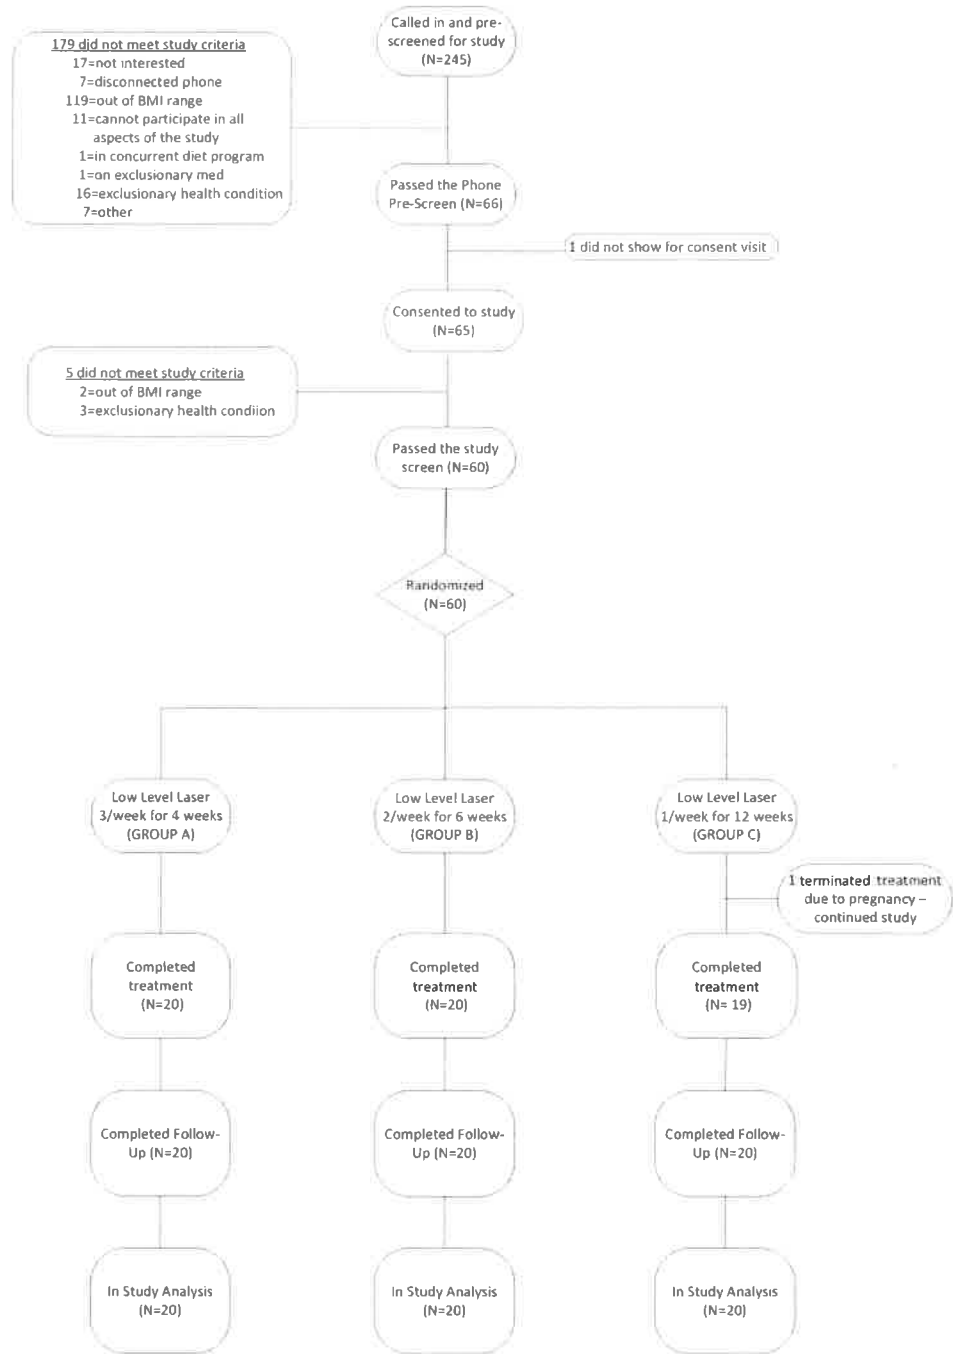 Called in and pre-
screened for study
(N=245)
179 did not meet study criteria
17=not interested
7=disconnected phone
119=out of BMI range
11=cannot participate in all
aspects of the study
1=in concurrent diet program
1=on exclusionary med
16=exclusionary health condition
7=other
Passed the Phone
Pre-Screen (N=66)
1 did not show for consent visit
Consented to study
(N=65)
5 did not meet study criteria
2=out of BMI range
3=exclusionary health condiion
Passed the study
screen (N=60)
Randomized
(N=60)
Low Level Laser
3/week for 4 weeks
(GROUP A)
Low Level Laser
2/week for 6 weeks
(GROUP B)
Low Level Laser
1/week for 12 weeks
(GROUP C)
1 terminated treatment
due to pregnancy –
continued study
Completed
treatment
(N=20)
Completed
treatment
(N=20)
Completed
treatment
(N= 19)
Completed Follow-
Up (N=20)
Completed Follow-
Up (N=20)
Completed Follow-
Up (N=20)
In Study Analysis
(N=20)
In Study Analysis
(N=20)
In Study Analysis
(N=20)